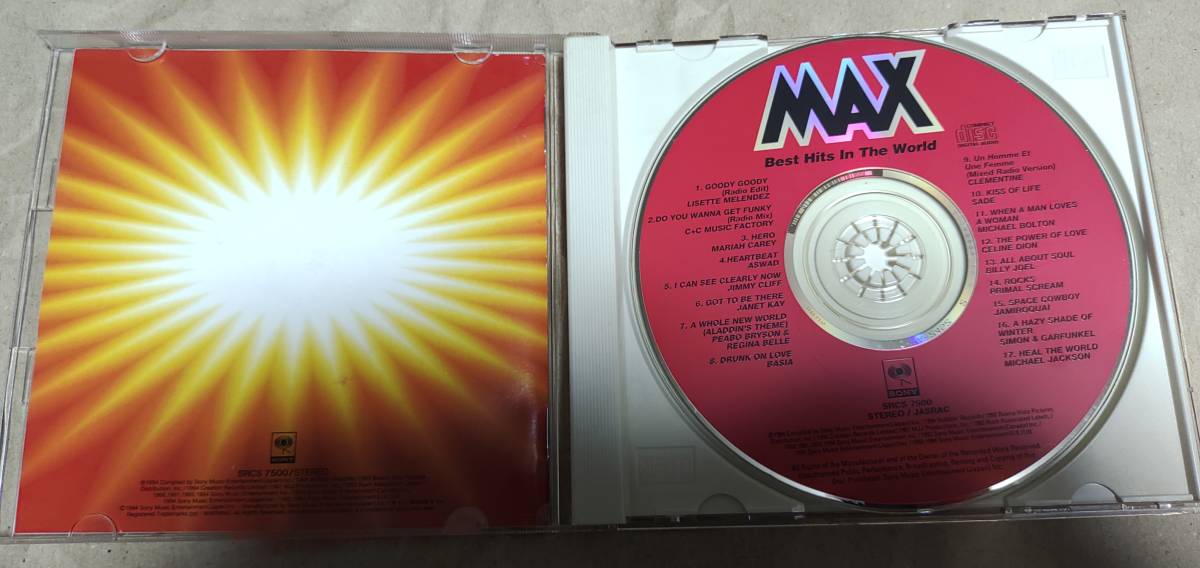 SONY
SRCS 7500/STEREO
MAX
Best Hits In The World
COMPACT
disc
DIGITAL AUDIO
1. GOODY GOODY
(Radio Edit)
LISETTE MELENDEZ
2.DO YOU WANNA GET FUNKY
(Radio Mix)
C+C MUSIC FACTORY
3. HERO
MARIAH CAREY
4.HEARTBEAT
ASWAD
5. I CAN SEE CLEARLY NOW
JIMMY CLIFF
6. GOT TO BE THERE
JANET KAY
7. A WHOLE NEW WORLD
(ALADDIN'S THEME)
PEABO BRYSON &
REGINA BELLE
8. DRUNK ON LOVE
BASIA
9. Un Homme Et
Une Femme
(Mixed Radio Version)
CLEMENTINE
10. KISS OF LIFE
SADE
11. WHEN A MAN LOVES
A WOMAN
MICHAEL BOLTON
12. THE POWER OF LOVE
CELINE DION
13. ALL ABOUT SOUL
BILLY JOEL
14. ROCKS
PRIMAL SCREAM
15. SPACE COWBOY
JAMIROQUAI
16. A HAZY SHADE OF
WINTER
SIMON & GARFUNKEL
17. HEAL THE WORLD
MICHAEL JACKSON
SONY
SRCS 7500
STEREO / JASRAC